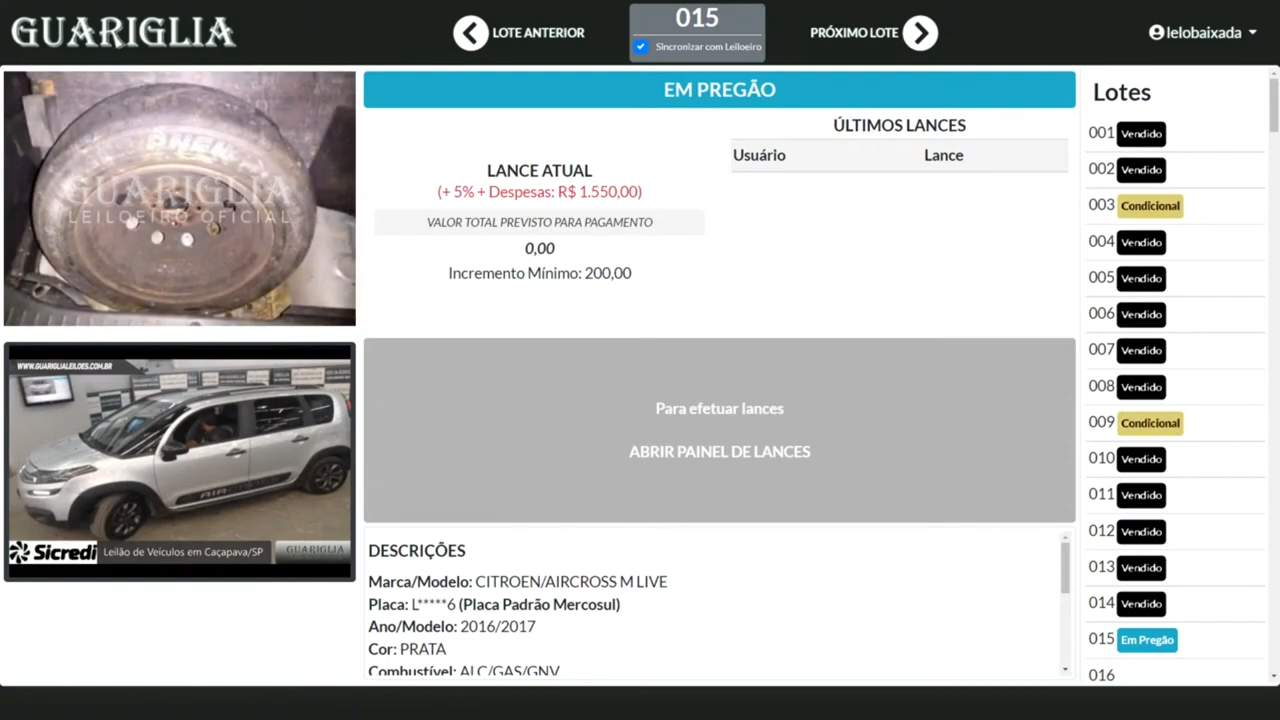 GUARIGLIA
LOTE ANTERIOR
015
Sincronizar com Leiloeiro
PRÓXIMO LOTE
lelobaixada
PNEU
GUARIGLIA
LEILOEIRO OFICIAL
EM PREGÃO
LANCE ATUAL
(+ 5% + Despesas: R$ 1.550,00)
VALOR TOTAL PREVISTO PARA PAGAMENTO
0,00
Incremento Mínimo: 200,00
ÚLTIMOS LANCES
Usuário Lance
Para efetuar lances
ABRIR PAINEL DE LANCES
WWW.GUARIGLIALEILOES.COM.BR
AIRCROSS
Sicredi
Leilão de Veículos em Caçapava/SP
GUARIGLIA
DESCRIÇÕES
Marca/Modelo: CITROEN/AIRCROSS M LIVE
Placa: L*****6 (Placa Padrão Mercosul)
Ano/Modelo: 2016/2017
Cor: PRATA
Combustível: ALC/GAS/GNV
Lotes
001 Vendido
002 Vendido
003 Condicional
004 Vendido
005 Vendido
006 Vendido
007 Vendido
008 Vendido
009 Condicional
010 Vendido
011 Vendido
012 Vendido
013 Vendido
014 Vendido
015 Em Pregão
016